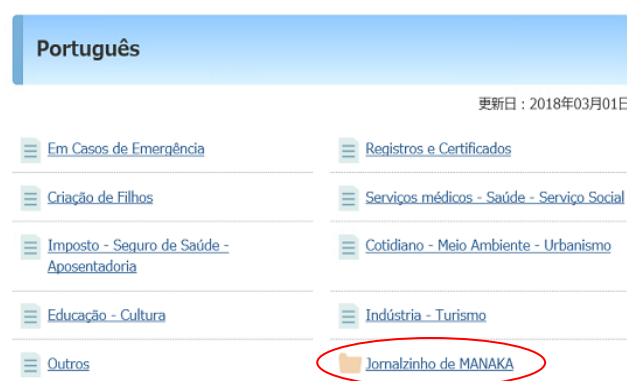 Português
更新日：2018年03月01日
Em Casos de Emergência
Registros e Certificados
Criação de Filhos
Serviços médicos - Saúde - Serviço Social
Imposto - Seguro de Saúde -
Aposentadoria
Cotidiano - Meio Ambiente - Urbanismo
Educação - Cultura
Indústria - Turismo
Outros
Jornalzinho de MANAKA